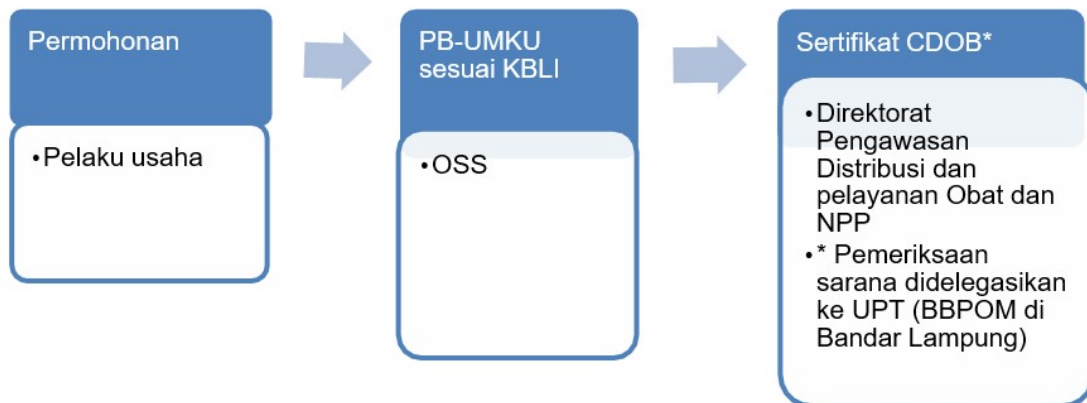 Permohonan
•Pelaku usaha
PB-UMKU
sesuai KBLI
•OSS
Sertifikat CDOB*
•Direktorat
Pengawasan
Distribusi dan
pelayanan Obat dan
NPP
•* Pemeriksaan
sarana didelegasikan
ke UPT (BBPOM di
Bandar Lampung)